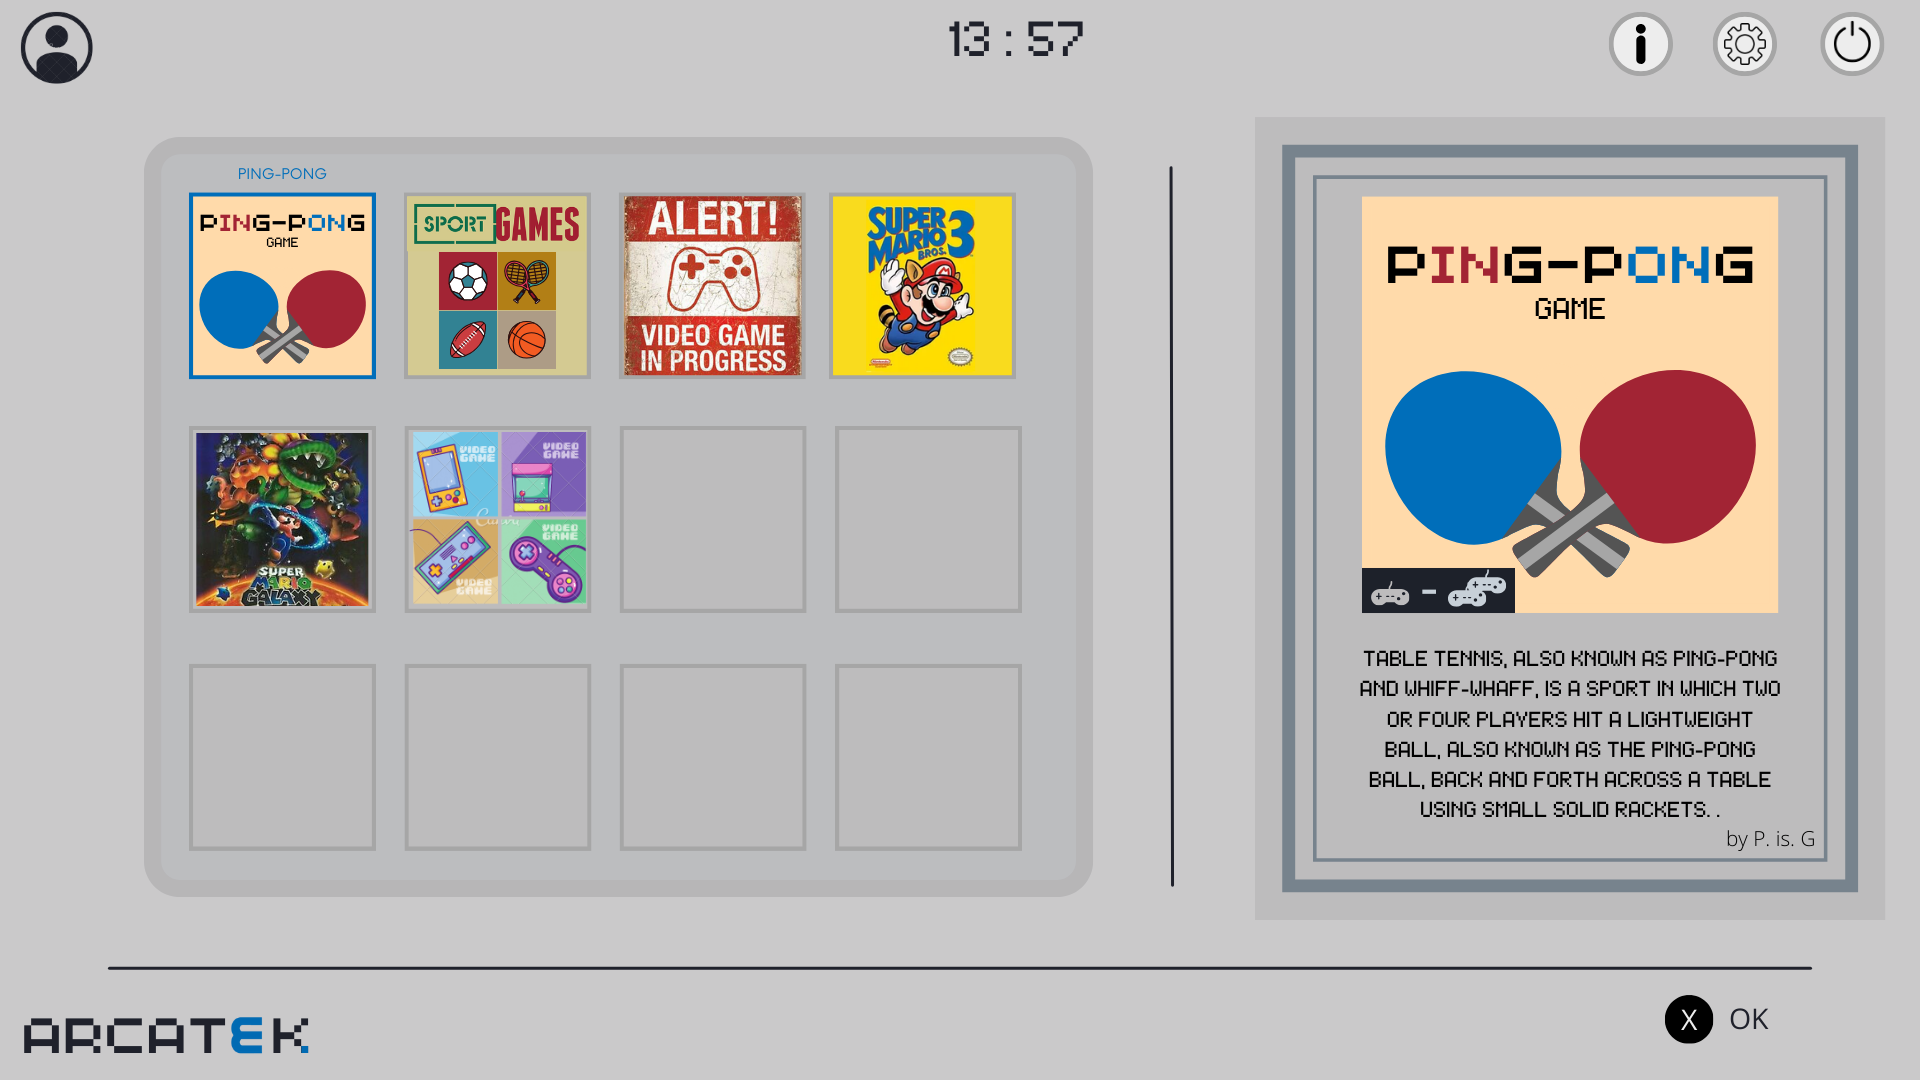 13 : 57
PING-PONG
PING-PONG
GAME
SPORT GAMES
ALERT!
VIDEO GAME
IN PROGRESS
SUPER
MARIO
BROS. 3
SUPER
MARIO
GALAXY
VIDEO
GAME
VIDEO
GAME
Canva
VIDEO
GAME
VIDEO
GAME
PING-PONG
GAME
TABLE TENNIS, ALSO KNOWN AS PING-PONG
AND WHIFF-WHAFF, IS A SPORT IN WHICH TWO
OR FOUR PLAYERS HIT A LIGHTWEIGHT
BALL, ALSO KNOWN AS THE PING-PONG
BALL, BACK AND FORTH ACROSS A TABLE
USING SMALL SOLID RACKETS. .
by P. is. G
ARCATEK
X OK